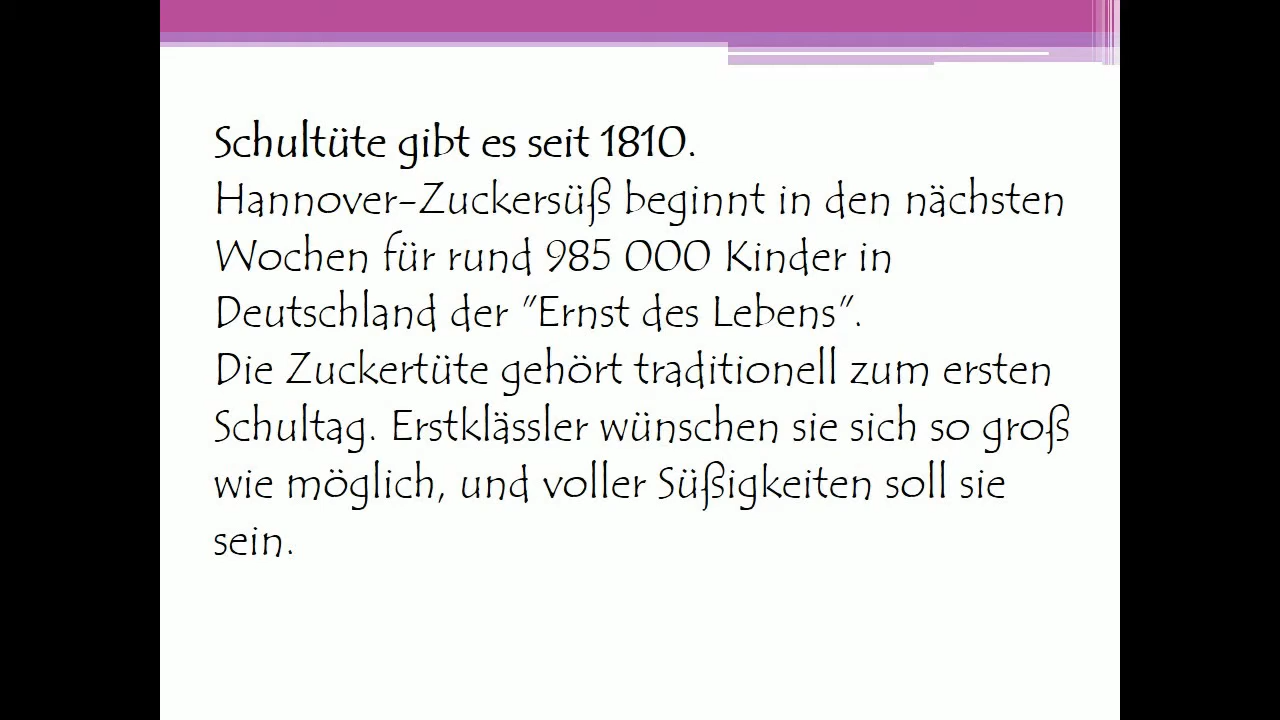 Schultüte gibt es seit 1810.
Hannover-Zuckersüß beginnt in den nächsten
Wochen für rund 985 000 Kinder in
Deutschland der "Ernst des Lebens".
Die Zuckertüte gehört traditionell zum ersten
Schultag. Erstklässler wünschen sie sich so groß
wie möglich, und voller Süßigkeiten soll sie
sein.